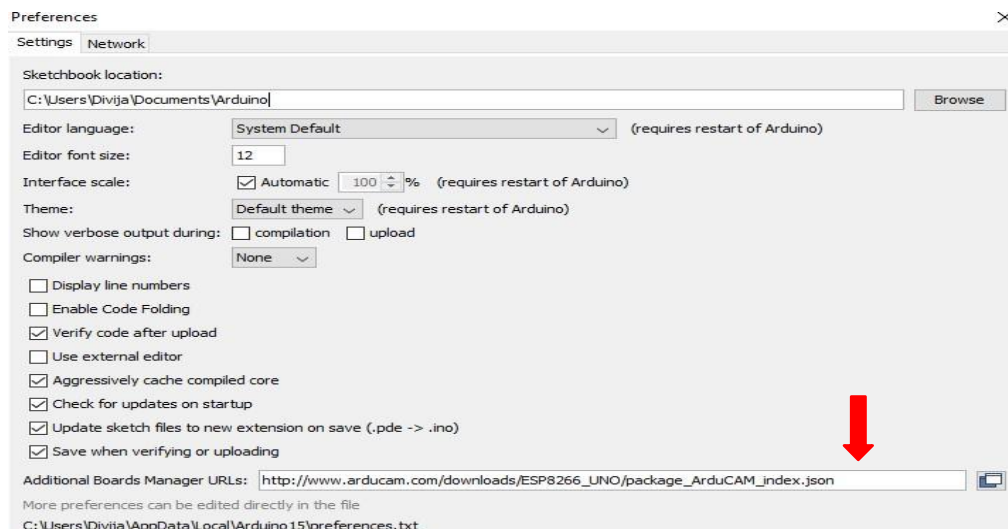 Preferences
Settings Network
Sketchbook location:
C:\Users\Divija\Documents\Arduino Browse
Editor language: System Default (requires restart of Arduino)
Editor font size: 12
Interface scale: Automatic 100 % (requires restart of Arduino)
Theme: Default theme (requires restart of Arduino)
Show verbose output during: compilation upload
Compiler warnings: None
Display line numbers
Enable Code Folding
Verify code after upload
Use external editor
Aggressively cache compiled core
Check for updates on startup
Update sketch files to new extension on save (.pde -> .ino)
Save when verifying or uploading
Additional Boards Manager URLs: http://www.arducam.com/downloads/ESP8266_UNO/package_ArduCAM_index.json
More preferences can be edited directly in the file
C:\Users\Divija\AppData\Local\Arduino15\preferences.txt